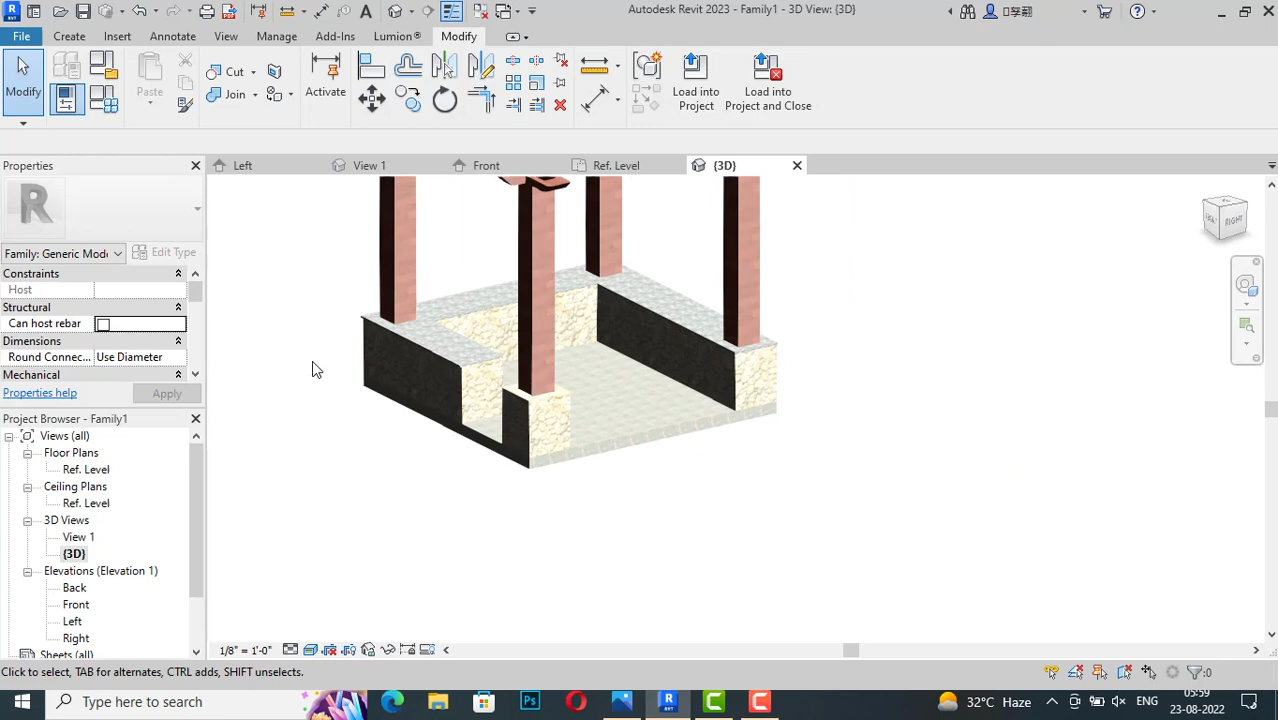 Autodesk Revit 2023 - Family1 - 3D View: {3D}
File Create Insert Annotate View Manage Add-Ins Lumion® Modify
Modify
Paste
Cut
Join
Activate
Load into
Project
Load into
Project and Close
Properties
Left
View 1
Front
Ref. Level
{3D}
Family: Generic Mode
Edit Type
Constraints
Host
Structural
Can host rebar
Dimensions
Round Connec...
Use Diameter
Mechanical
Properties help
Apply
Project Browser - Family1
Views (all)
Floor Plans
Ref. Level
Ceiling Plans
Ref. Level
3D Views
View 1
{3D}
Elevations (Elevation 1)
Back
Front
Left
Right
Sheets (all)
RIGHT
1/8" = 1'-0"
Click to select, TAB for alternates, CTRL adds, SHIFT unselects.
:0
Type here to search
32°C Haze
ENG
05:59
23-08-2022